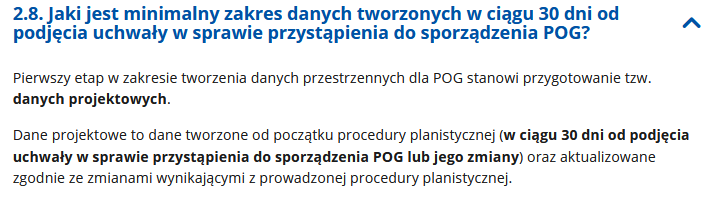 2.8. Jaki jest minimalny zakres danych tworzonych w ciągu 30 dni od
podjęcia uchwały w sprawie przystąpienia do sporządzenia POG?
Pierwszy etap w zakresie tworzenia danych przestrzennych dla POG stanowi przygotowanie tzw.
danych projektowych.
Dane projektowe to dane tworzone od początku procedury planistycznej (w ciągu 30 dni od podjęcia
uchwały w sprawie przystąpienia do sporządzenia POG lub jego zmiany) oraz aktualizowane
zgodnie ze zmianami wynikającymi z prowadzonej procedury planistycznej.